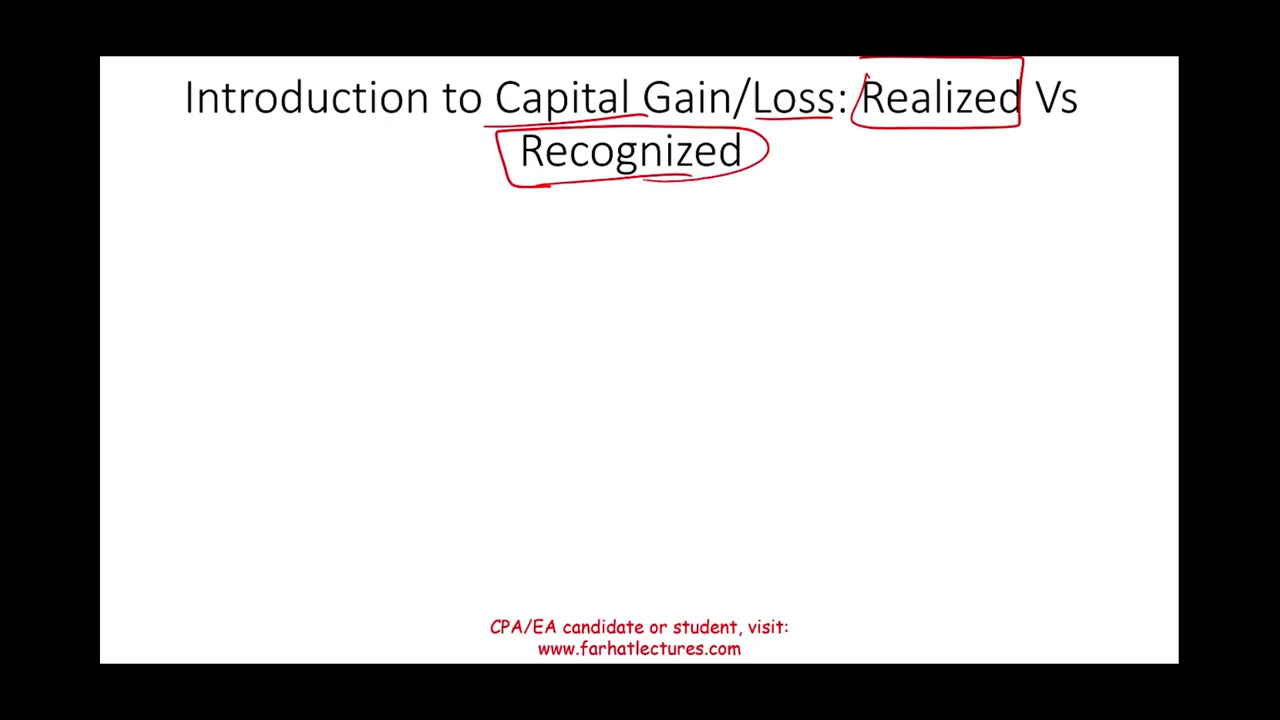 Introduction to Capital Gain/Loss: Realized Vs
Recognized
CPA/EA candidate or student, visit:
www.farhatlectures.com